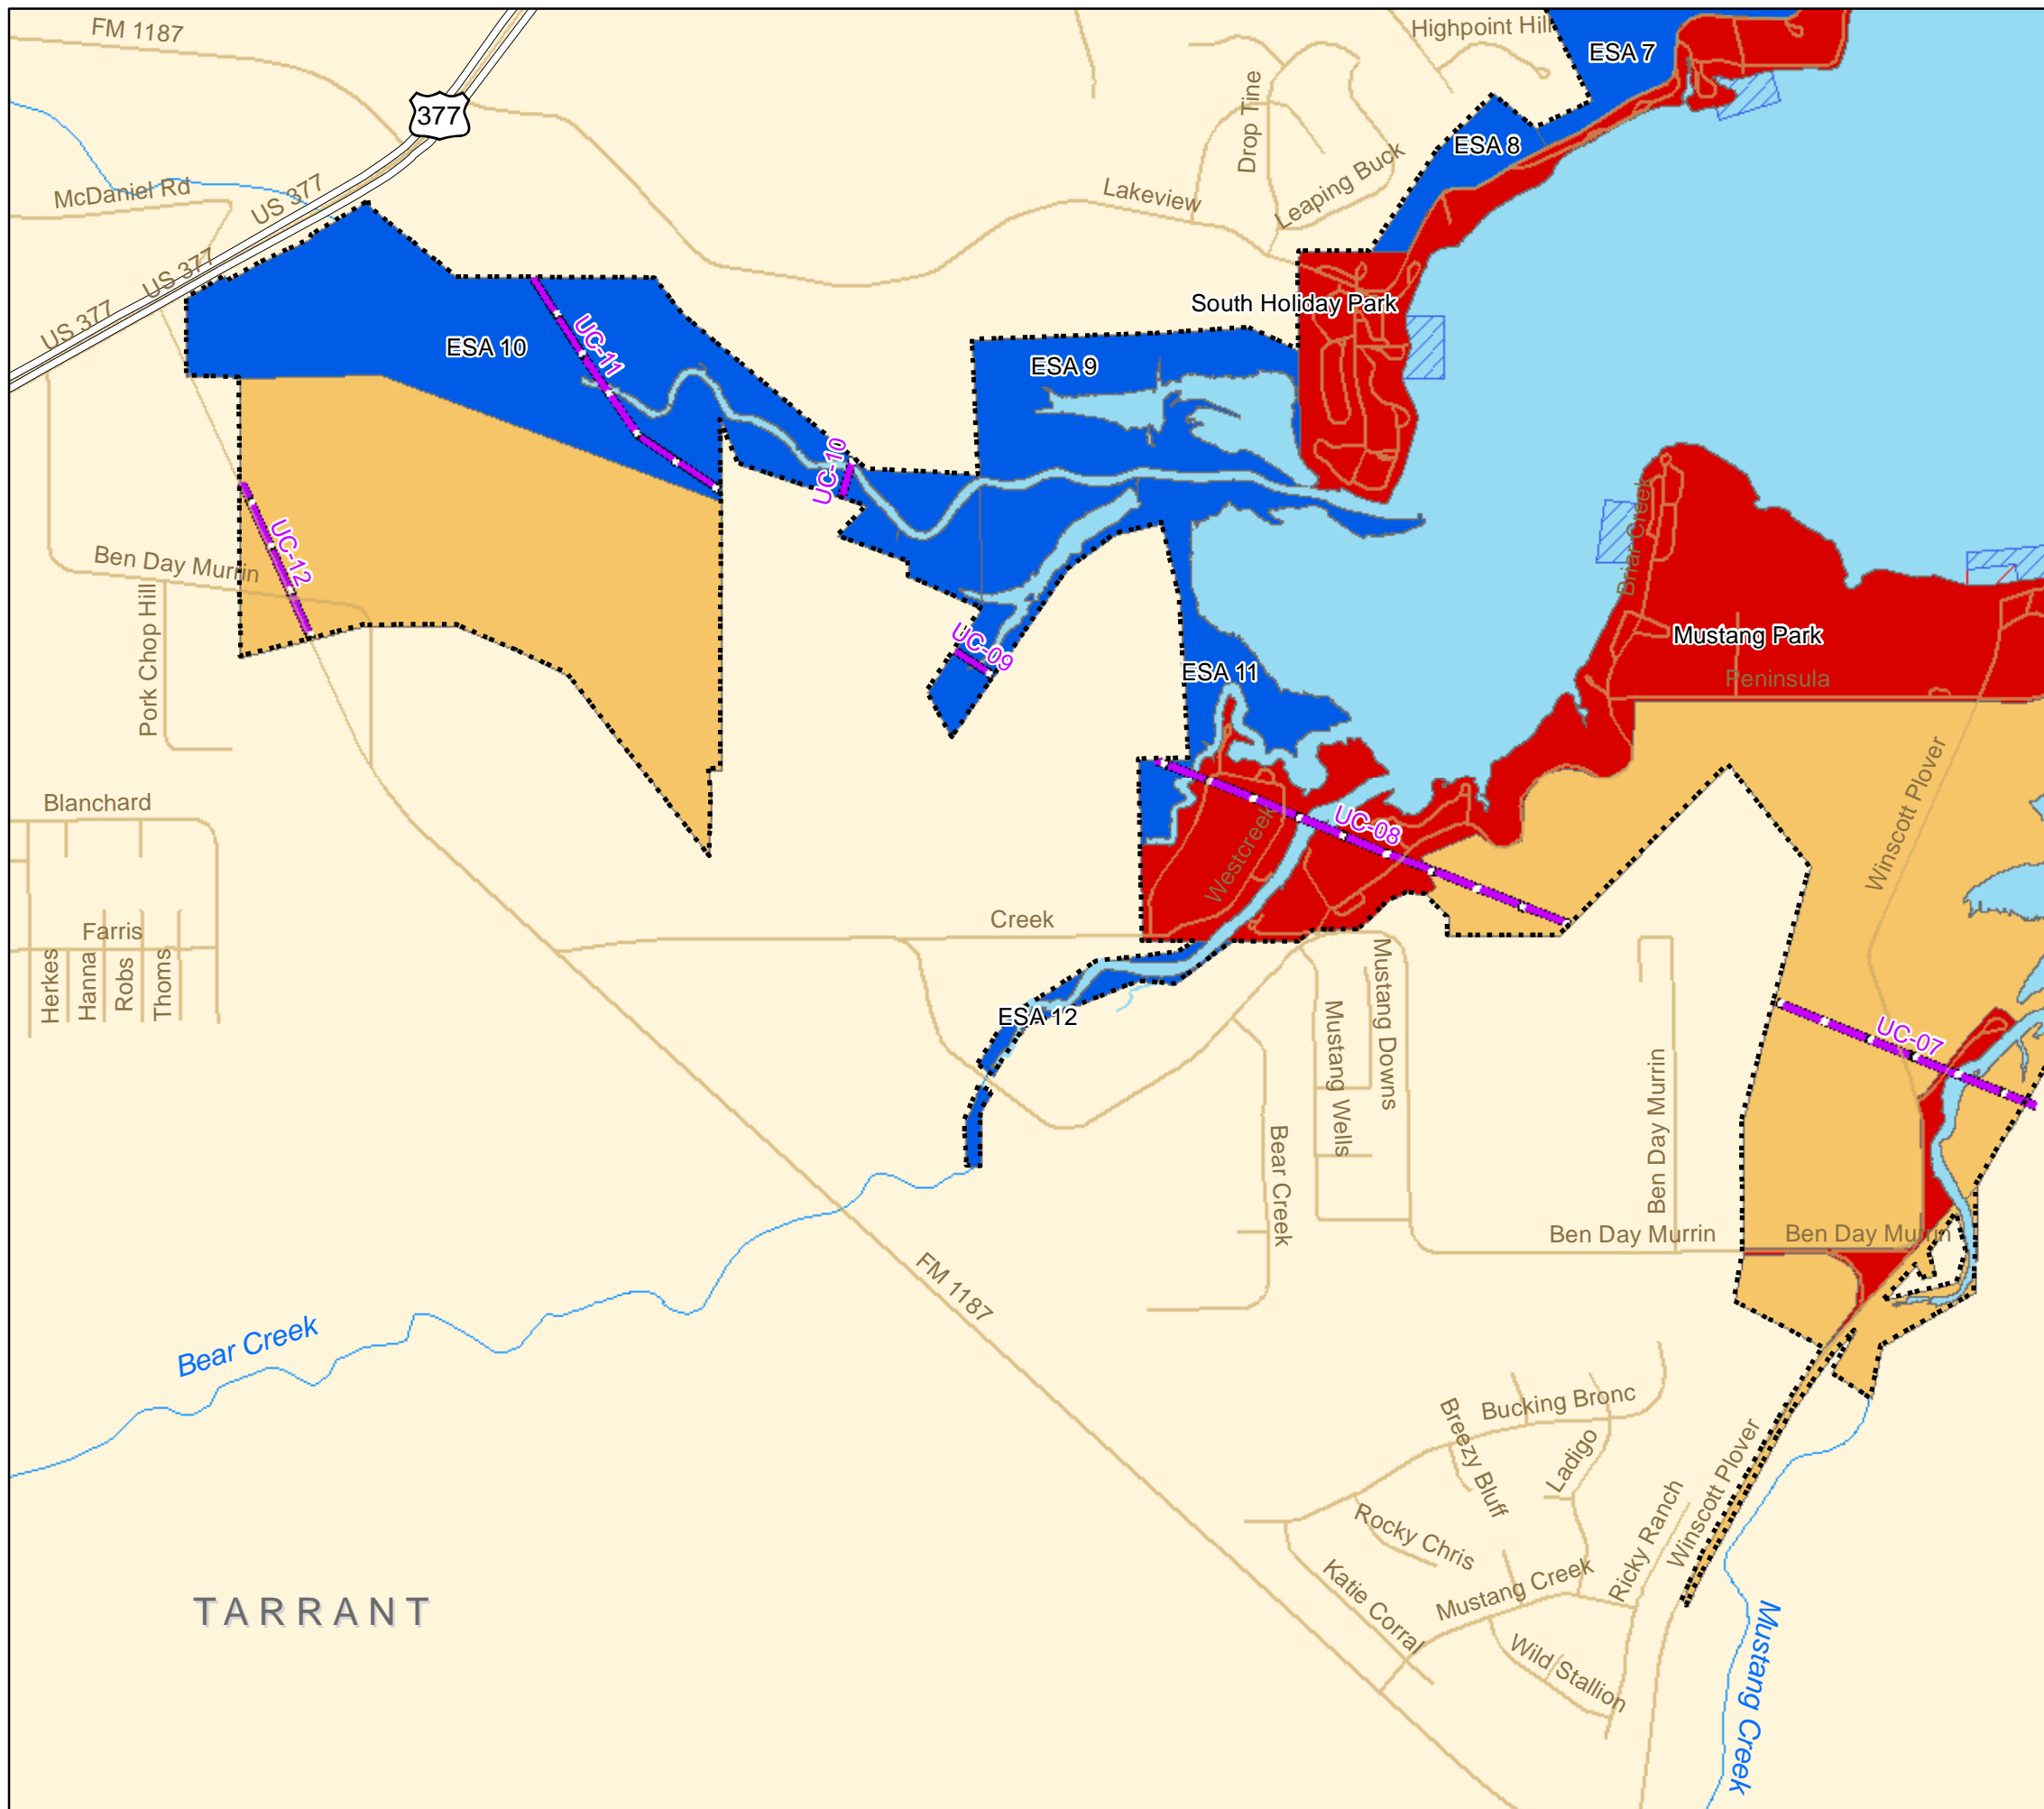 FM 1187
Highpoint Hill
ESA 7
377
Drop Tine
ESA 8
McDaniel Rd
US 377
Lakeview
Leaping Buck
US 377
US 377
South Holiday Park
ESA 10
UC-11
ESA 9
UC-10
Briar Creek
UC-12
Ben Day Murrin
Pork Chop Hill
UC-09
Mustang Park
ESA 11
Peninsula
Winscott Plover
Blanchard
UC-08
Westcreek
Creek
Farris
Herkes
Hanna
Robs
Thoms
Mustang Downs
ESA 12
Mustang Wells
UC-07
Ben Day Murrin
Bear Creek
Ben Day Murrin
Ben Day Murrin
FM 1187
Bear Creek
Bucking Bronc
Breezy Bluff
Ladigo
Winscott Plover
Ricky Ranch
Rocky Chris
Katie Corral
Mustang Creek
TARRANT
Wild Stallion
Mustang Creek